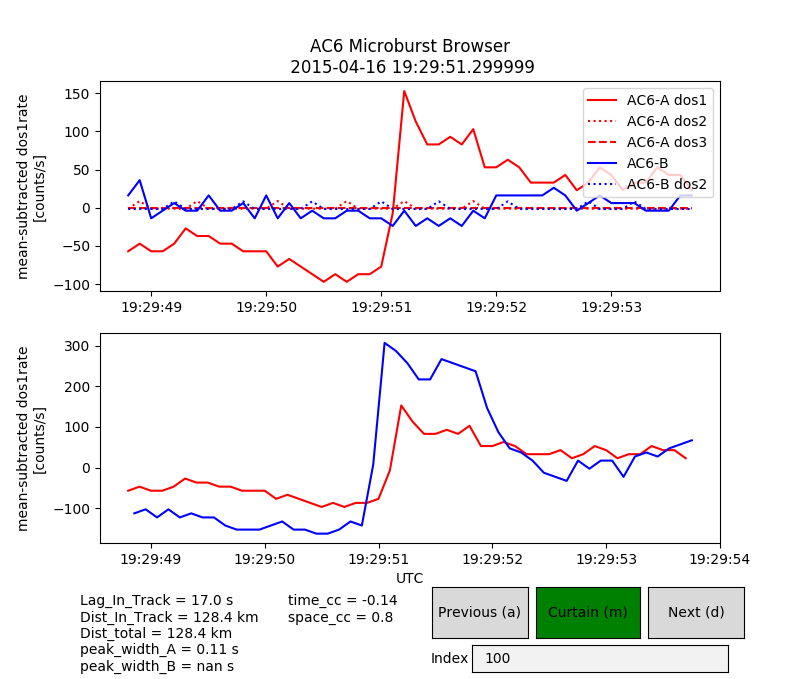 AC6 Microburst Browser
2015-04-16 19:29:51.299999
mean-subtracted dos1rate
[counts/s]
150
100
50
0
−50
−100
AC6-A dos1
AC6-A dos2
AC6-A dos3
AC6-B
AC6-B dos2
19:29:49 19:29:50 19:29:51 19:29:52 19:29:53
mean-subtracted dos1rate
[counts/s]
300
200
100
0
−100
19:29:49 19:29:50 19:29:51 19:29:52 19:29:53 19:29:54
UTC
Lag_In_Track = 17.0 s
Dist_In_Track = 128.4 km
Dist_total = 128.4 km
peak_width_A = 0.11 s
peak_width_B = nan s
time_cc = -0.14
space_cc = 0.8
Previous (a) Curtain (m) Next (d)
Index 100